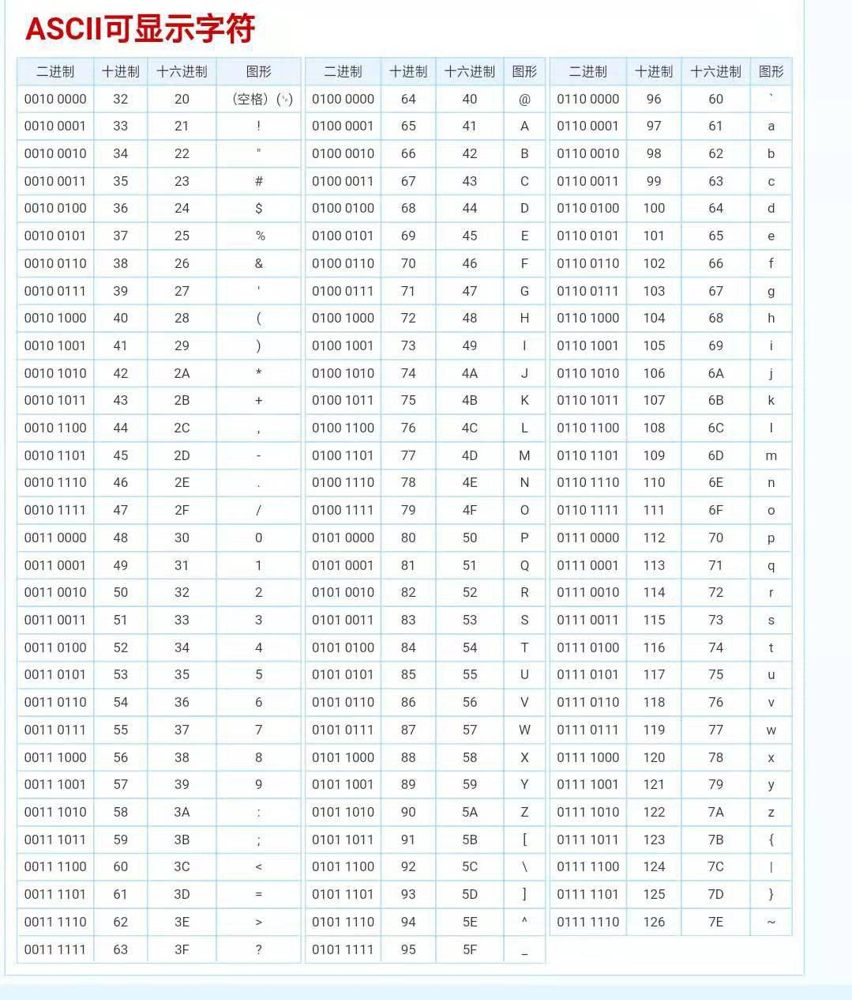 ASCII可显示字符
二进制 十进制 十六进制 图形 二进制 十进制 十六进制 图形 二进制 十进制 十六进制 图形
0010 0000 32 20 （空格）(␠) 0100 0000 64 40 @ 0110 0000 96 60 `
0010 0001 33 21 ! 0100 0001 65 41 A 0110 0001 97 61 a
0010 0010 34 22 " 0100 0010 66 42 B 0110 0010 98 62 b
0010 0011 35 23 # 0100 0011 67 43 C 0110 0011 99 63 c
0010 0100 36 24 $ 0100 0100 68 44 D 0110 0100 100 64 d
0010 0101 37 25 % 0100 0101 69 45 E 0110 0101 101 65 e
0010 0110 38 26 & 0100 0110 70 46 F 0110 0110 102 66 f
0010 0111 39 27 ' 0100 0111 71 47 G 0110 0111 103 67 g
0010 1000 40 28 ( 0100 1000 72 48 H 0110 1000 104 68 h
0010 1001 41 29 ) 0100 1001 73 49 I 0110 1001 105 69 i
0010 1010 42 2A * 0100 1010 74 4A J 0110 1010 106 6A j
0010 1011 43 2B + 0100 1011 75 4B K 0110 1011 107 6B k
0010 1100 44 2C , 0100 1100 76 4C L 0110 1100 108 6C l
0010 1101 45 2D - 0100 1101 77 4D M 0110 1101 109 6D m
0010 1110 46 2E . 0100 1110 78 4E N 0110 1110 110 6E n
0010 1111 47 2F / 0100 1111 79 4F O 0110 1111 111 6F o
0011 0000 48 30 0 0101 0000 80 50 P 0111 0000 112 70 p
0011 0001 49 31 1 0101 0001 81 51 Q 0111 0001 113 71 q
0011 0010 50 32 2 0101 0010 82 52 R 0111 0010 114 72 r
0011 0011 51 33 3 0101 0011 83 53 S 0111 0011 115 73 s
0011 0100 52 34 4 0101 0100 84 54 T 0111 0100 116 74 t
0011 0101 53 35 5 0101 0101 85 55 U 0111 0101 117 75 u
0011 0110 54 36 6 0101 0110 86 56 V 0111 0110 118 76 v
0011 0111 55 37 7 0101 0111 87 57 W 0111 0111 119 77 w
0011 1000 56 38 8 0101 1000 88 58 X 0111 1000 120 78 x
0011 1001 57 39 9 0101 1001 89 59 Y 0111 1001 121 79 y
0011 1010 58 3A : 0101 1010 90 5A Z 0111 1010 122 7A z
0011 1011 59 3B ; 0101 1011 91 5B [ 0111 1011 123 7B {
0011 1100 60 3C < 0101 1100 92 5C \ 0111 1100 124 7C |
0011 1101 61 3D = 0101 1101 93 5D ] 0111 1101 125 7D }
0011 1110 62 3E > 0101 1110 94 5E ^ 0111 1110 126 7E ~
0011 1111 63 3F ? 0101 1111 95 5F _